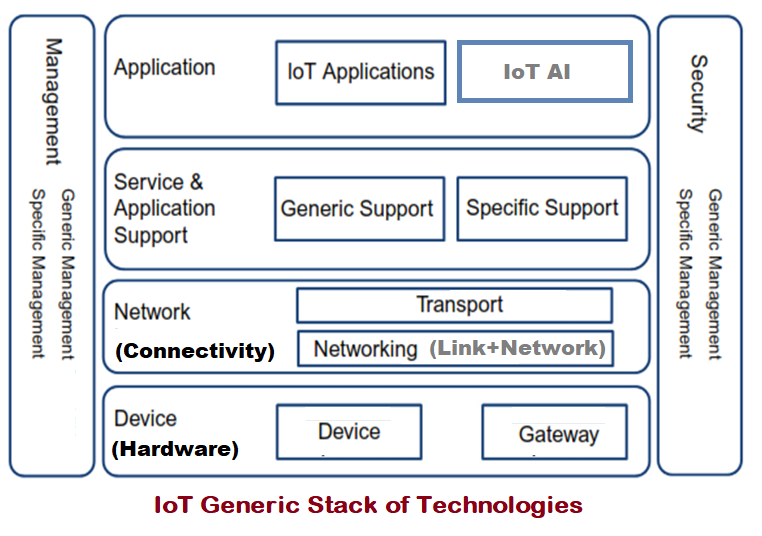 Management
Generic Management
Specific Management
Application
IoT Applications
IoT AI
Service &
Application
Support
Generic Support
Specific Support
Network
(Connectivity)
Transport
Networking (Link+Network)
Device
(Hardware)
Device
Gateway
Security
Generic Management
Specific Management
IoT Generic Stack of Technologies